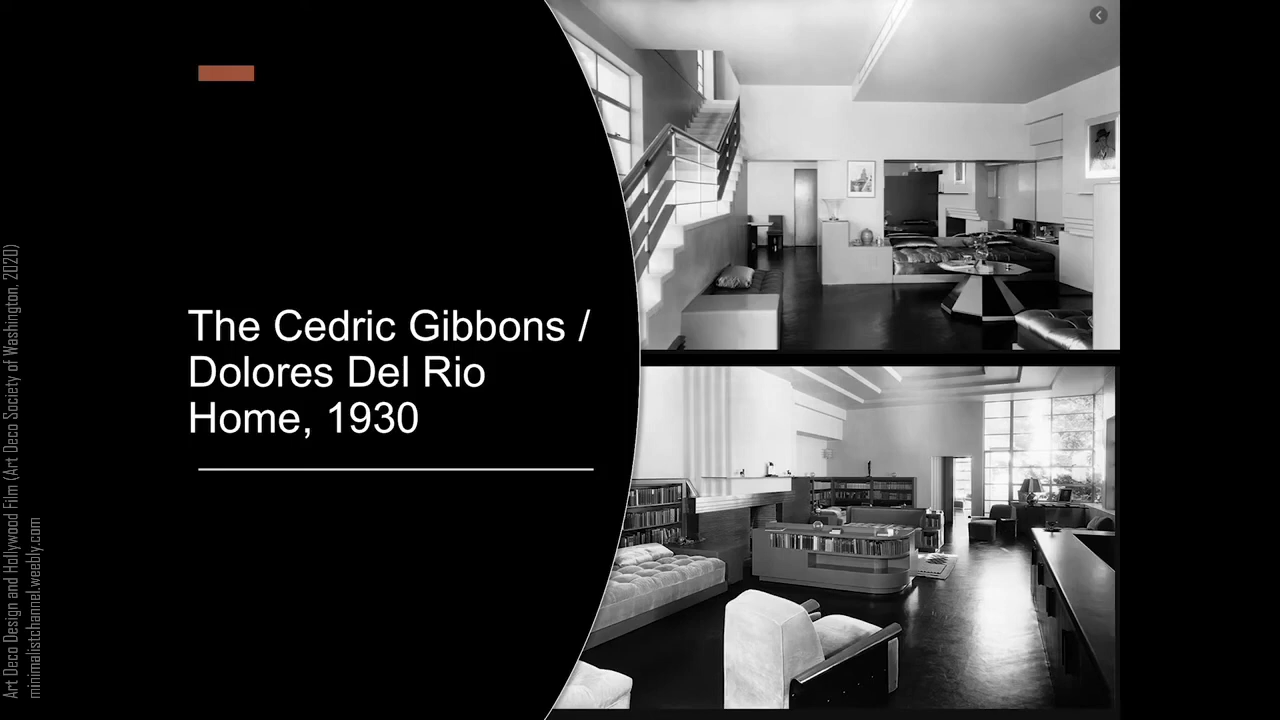 The Cedric Gibbons /
Dolores Del Rio
Home, 1930
Art Deco Design and Hollywood Film (Art Deco Society of Washington, 2020)
minimalistchannel.weebly.com